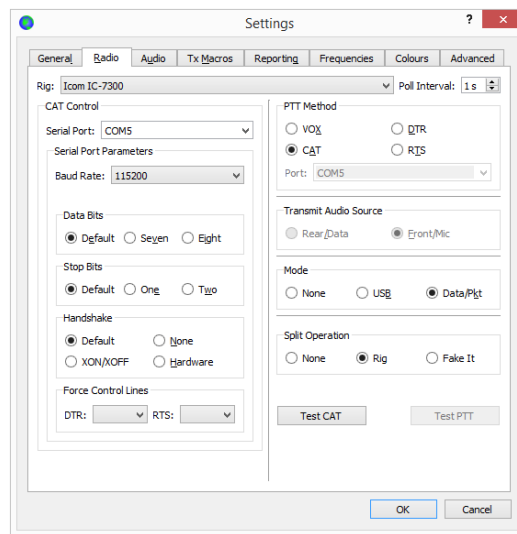 Settings
?
General Radio Audio Tx Macros Reporting Frequencies Colours Advanced
Rig: Icom IC-7300 Poll Interval: 1 s
CAT Control
Serial Port: COM5
Serial Port Parameters
Baud Rate: 115200
Data Bits
Default Seven Eight
Stop Bits
Default One Two
Handshake
Default None
XON/XOFF Hardware
Force Control Lines
DTR: RTS:
PTT Method
VOX DTR
CAT RTS
Port: COM5
Transmit Audio Source
Rear/Data Front/Mic
Mode
None USB Data/Pkt
Split Operation
None Rig Fake It
Test CAT Test PTT
OK Cancel